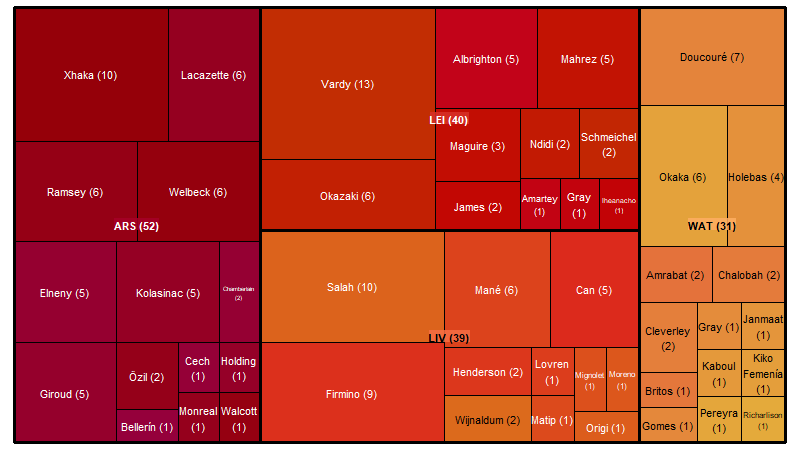 Xhaka (10)
Lacazette (6)
Ramsey (6)
Welbeck (6)
ARS (52)
Elneny (5)
Kolasinac (5)
Chamberlain
(2)
Giroud (5)
Özil (2)
Cech
(1)
Holding
(1)
Bellerín (1)
Monreal
(1)
Walcott
(1)
Vardy (13)
Albrighton (5)
Mahrez (5)
LEI (40)
Maguire (3)
Ndidi (2)
Schmeichel
(2)
Okazaki (6)
James (2)
Amartey
(1)
Gray
(1)
Iheanacho
(1)
Salah (10)
Mané (6)
Can (5)
LIV (39)
Firmino (9)
Henderson (2)
Lovren
(1)
Mignolet
(1)
Moreno
(1)
Wijnaldum (2)
Matip (1)
Origi (1)
Doucouré (7)
Okaka (6)
Holebas (4)
WAT (31)
Amrabat (2)
Chalobah (2)
Cleverley
(2)
Gray (1)
Janmaat
(1)
Kaboul
(1)
Kiko
Femenía
(1)
Britos (1)
Gomes (1)
Pereyra
(1)
Richarlison
(1)